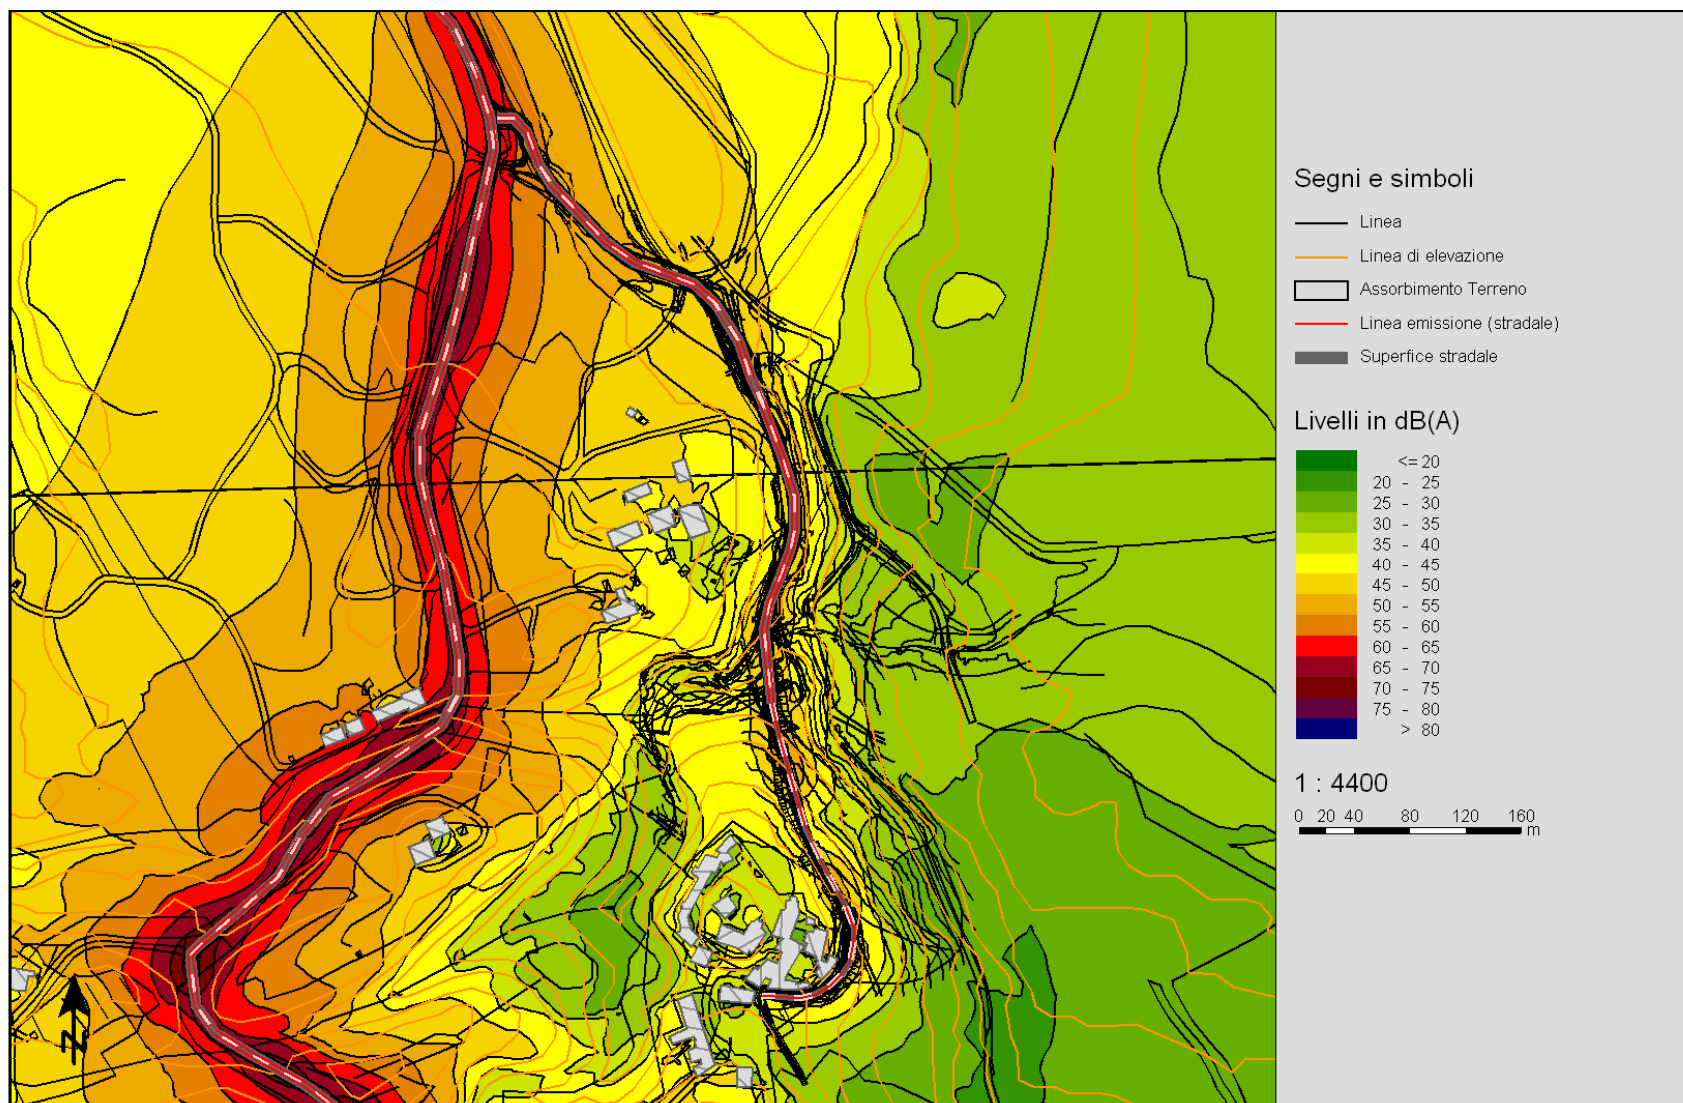 Segni e simboli
Linea
Linea di elevazione
Assorbimento Terreno
Linea emissione (stradale)
Superfice stradale
Livelli in dB(A)
<= 20
20 - 25
25 - 30
30 - 35
35 - 40
40 - 45
45 - 50
50 - 55
55 - 60
60 - 65
65 - 70
70 - 75
75 - 80
> 80
1 : 4400
0 20 40 80 120 160
m
N